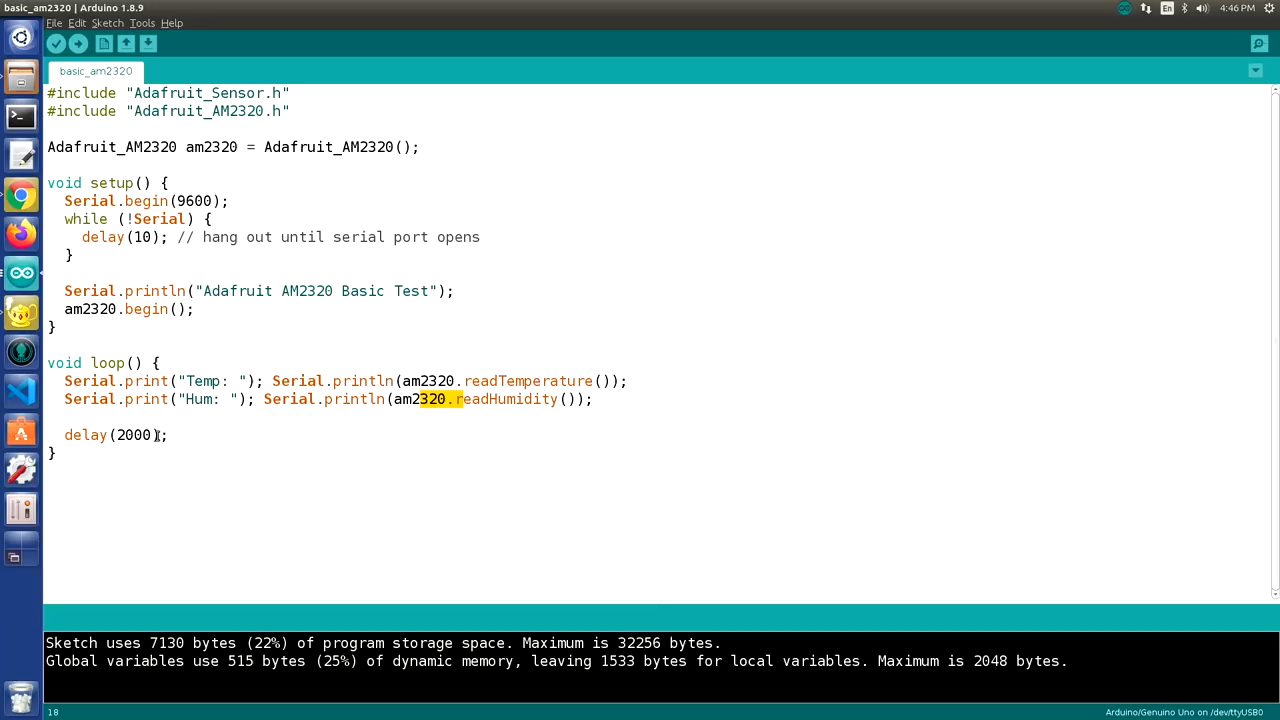 basic_am2320 | Arduino 1.8.9
En
4:46 PM
File Edit Sketch Tools Help
basic_am2320
#include "Adafruit_Sensor.h"
#include "Adafruit_AM2320.h"
Adafruit_AM2320 am2320 = Adafruit_AM2320();
void setup() {
  Serial.begin(9600);
  while (!Serial) {
    delay(10); // hang out until serial port opens
  }
  Serial.println("Adafruit AM2320 Basic Test");
  am2320.begin();
}
void loop() {
  Serial.print("Temp: "); Serial.println(am2320.readTemperature());
  Serial.print("Hum: "); Serial.println(am2320.readHumidity());
  delay(2000);
}
Sketch uses 7130 bytes (22%) of program storage space. Maximum is 32256 bytes.
Global variables use 515 bytes (25%) of dynamic memory, leaving 1533 bytes for local variables. Maximum is 2048 bytes.
18
Arduino/Genuino Uno on /dev/ttyUSB0